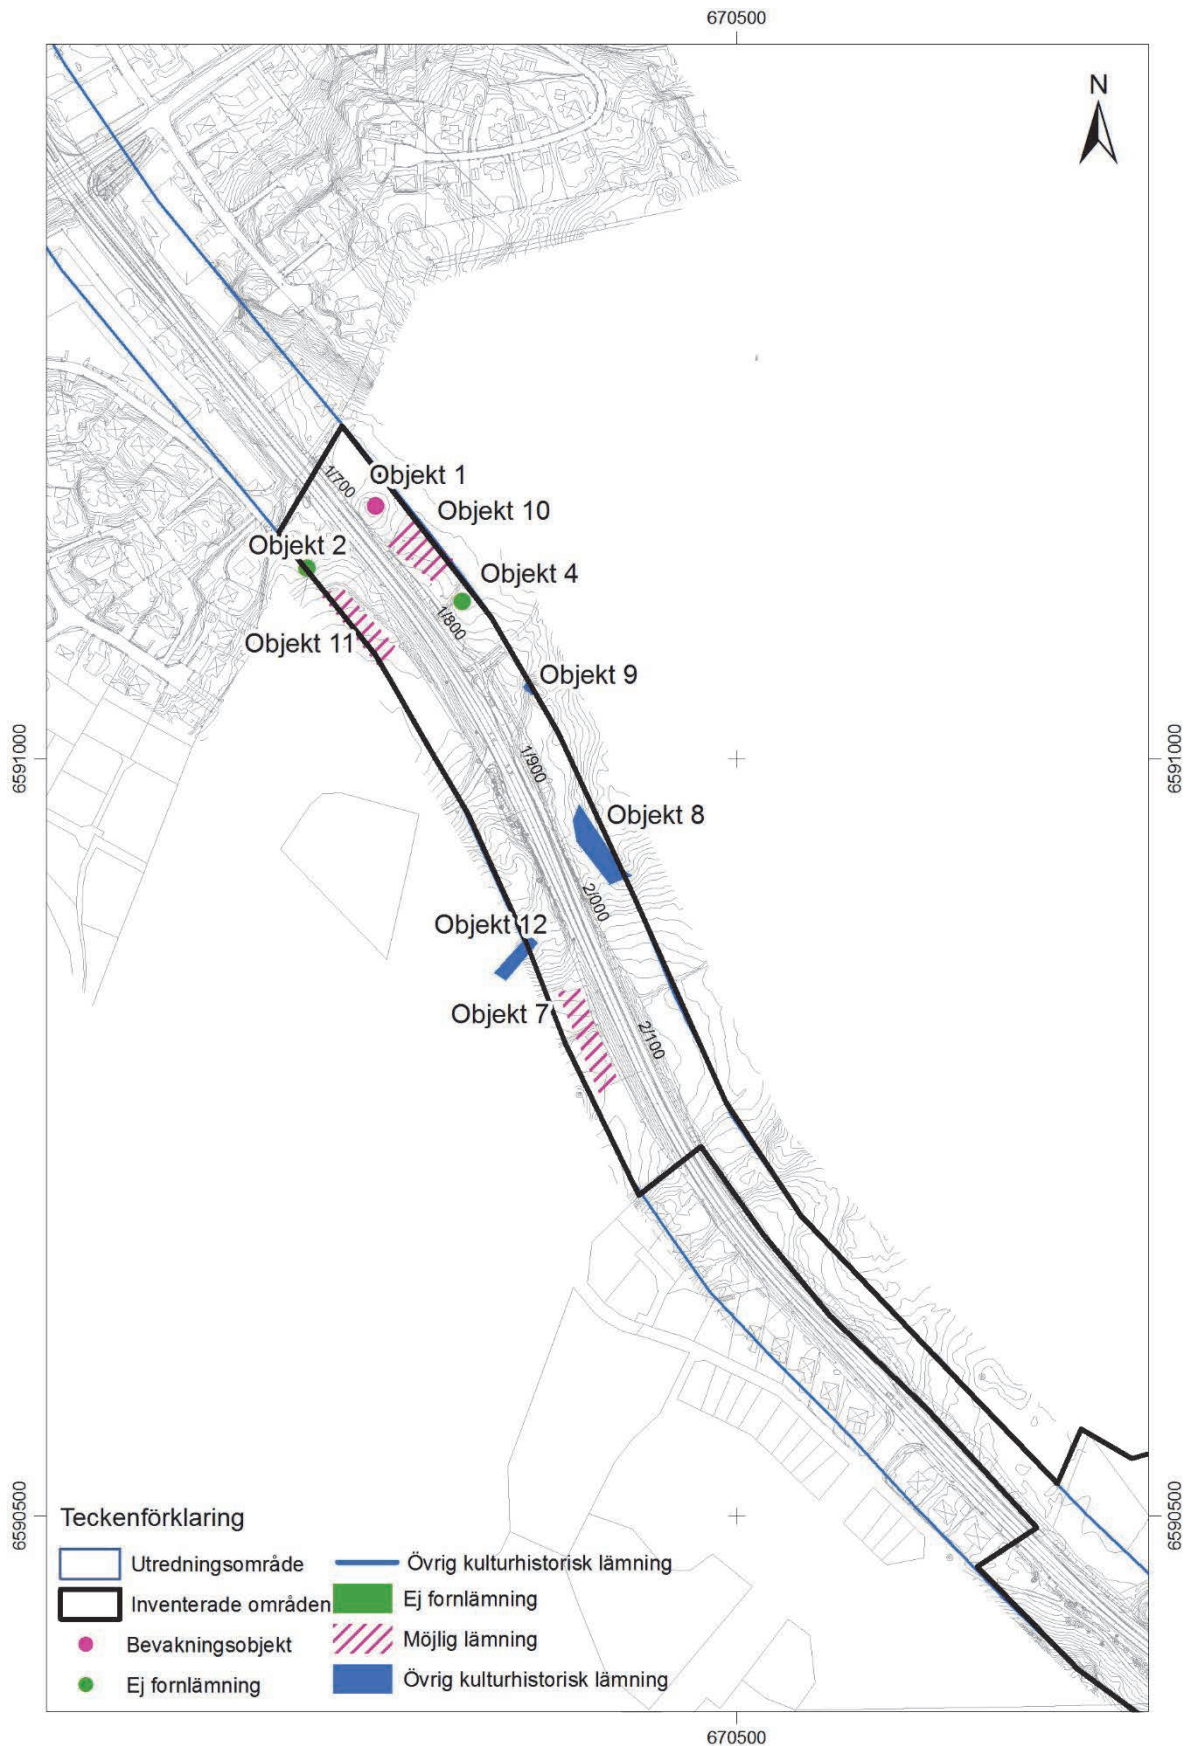 670500
N
1/700
Objekt 1
Objekt 10
Objekt 2
Objekt 4
1/800
Objekt 11
Objekt 9
6591000
1/900
6591000
Objekt 8
2/000
Objekt 12
Objekt 7
2/100
6590500
6590500
Teckenförklaring
Utredningsområde
Inventerade områden
Bevakningsobjekt
Ej fornlämning
Övrig kulturhistorisk lämning
Ej fornlämning
Möjlig lämning
Övrig kulturhistorisk lämning
670500